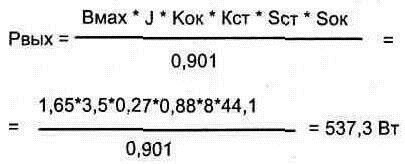 Bмах * J * Kок * Kст * Sст * Sок
Pвых = =
0,901
1,65*3,5*0,27*0,88*8*44,1
= = 537,3 Вт
0,901